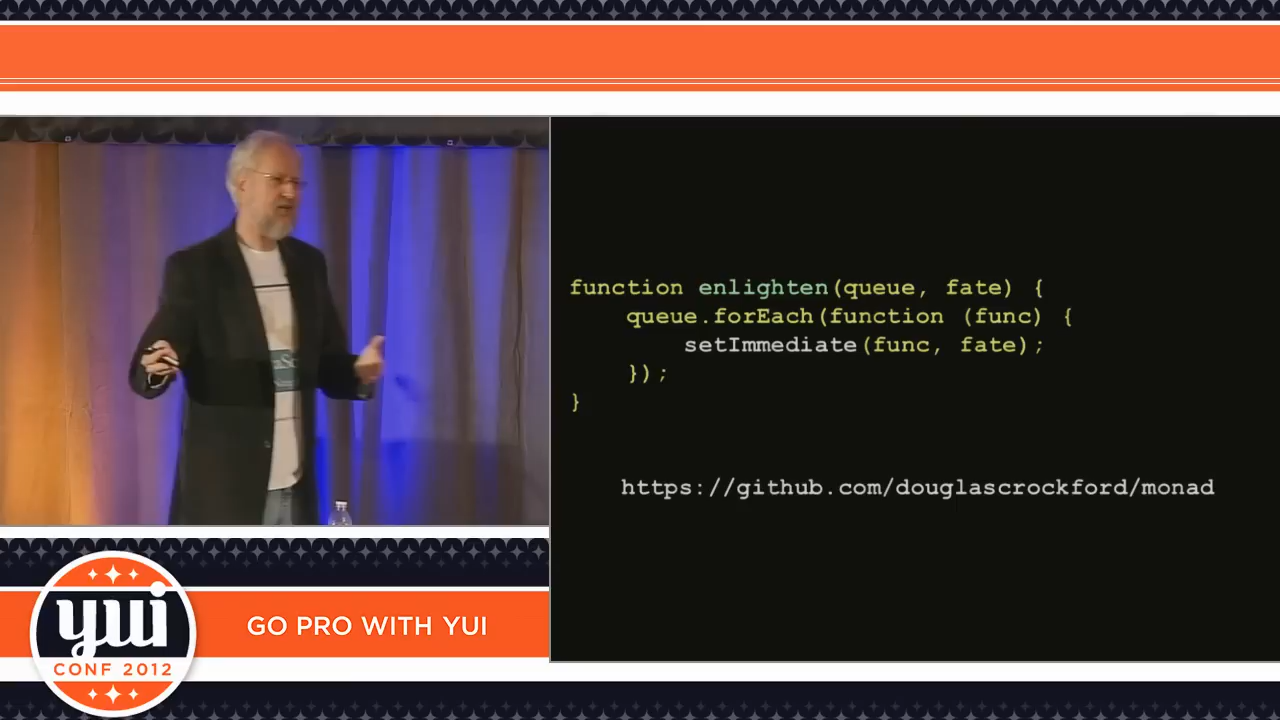 function enlighten(queue, fate) {
queue.forEach(function (func) {
setImmediate(func, fate);
});
}
https://github.com/douglascrockford/monad
yui
CONF 2012
GO PRO WITH YUI